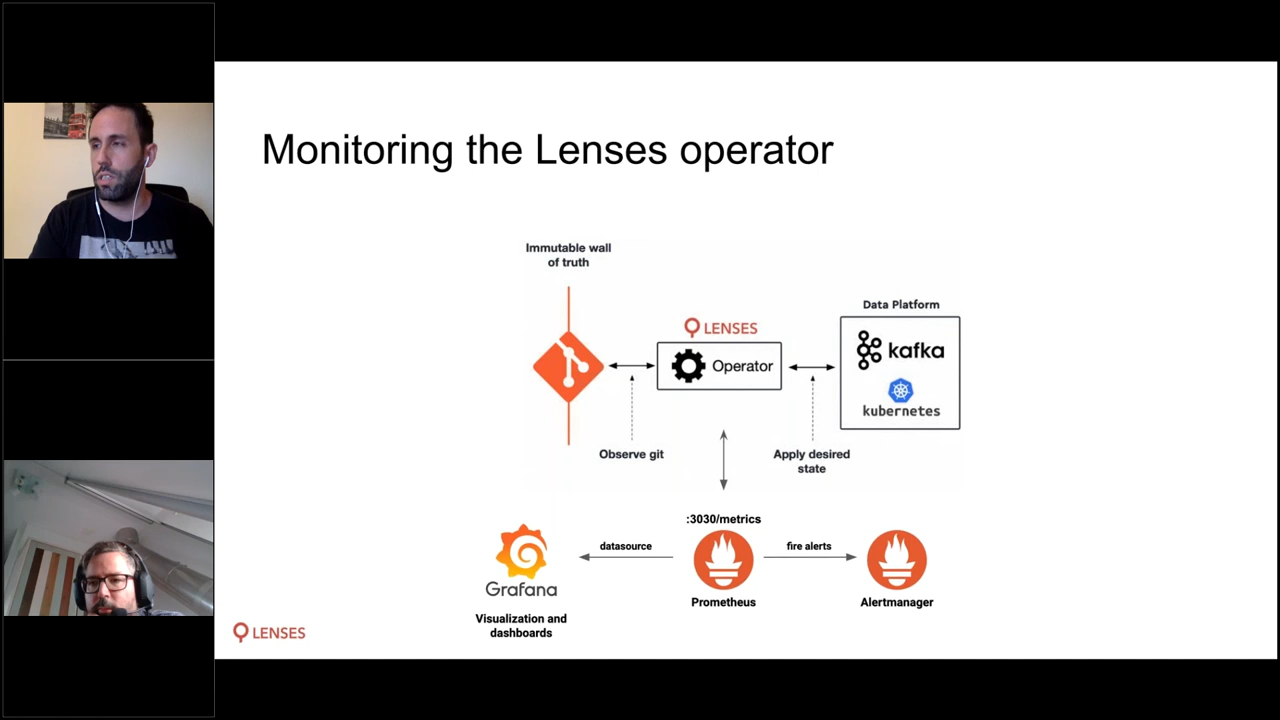 Monitoring the Lenses operator
Immutable wall
of truth
LENSES
Operator
Data Platform
kafka
kubernetes
Observe git
Apply desired
state
:3030/metrics
datasource
fire alerts
Grafana
Prometheus
Alertmanager
Visualization and
dashboards
LENSES